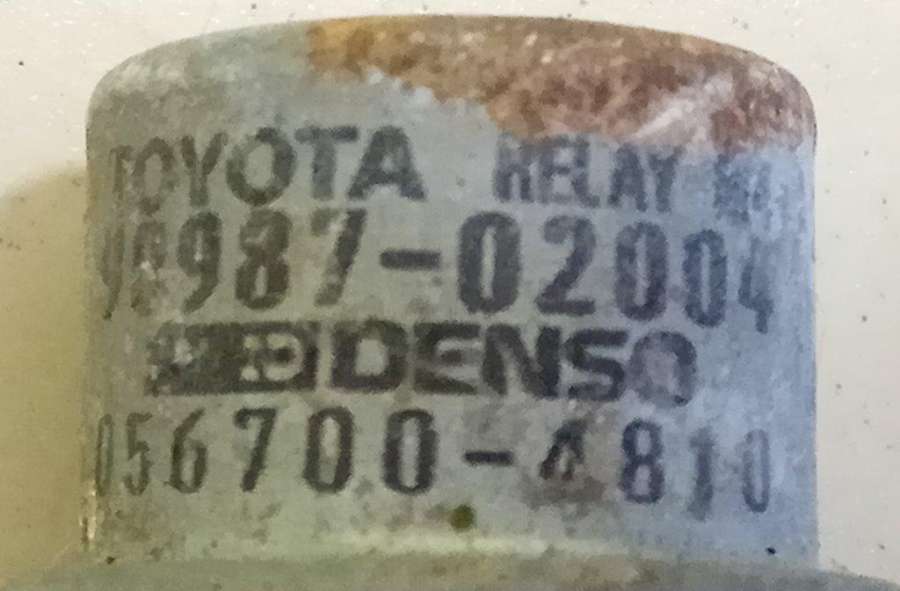 TOYOTA RELAY
90987-02004
DENSO
056700-4810